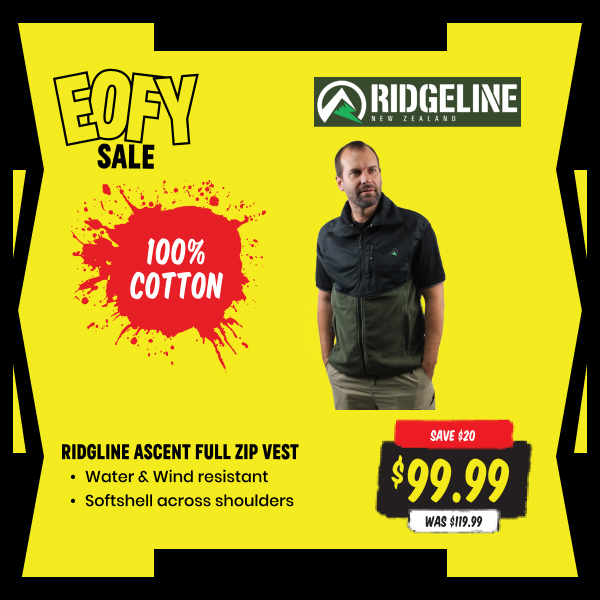 EOFY
SALE
RIDGELINE
NEW ZEALAND
100%
COTTON
RIDGLINE ASCENT FULL ZIP VEST
• Water & Wind resistant
• Softshell across shoulders
SAVE $20
$99.99
WAS $119.99